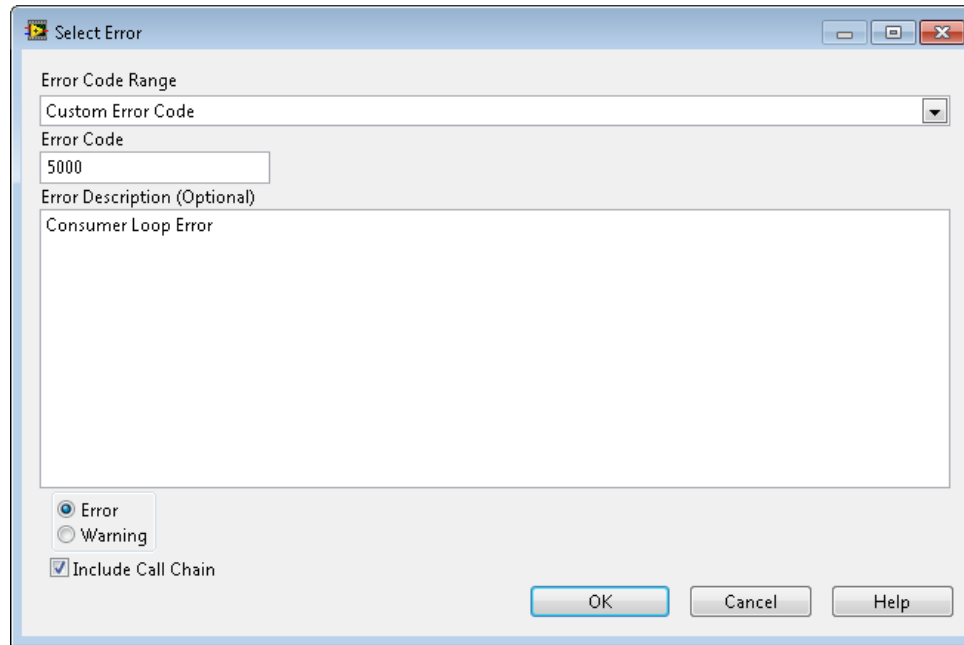 Select Error
Error Code Range
Custom Error Code
Error Code
5000
Error Description (Optional)
Consumer Loop Error
Error
Warning
Include Call Chain
OK Cancel Help